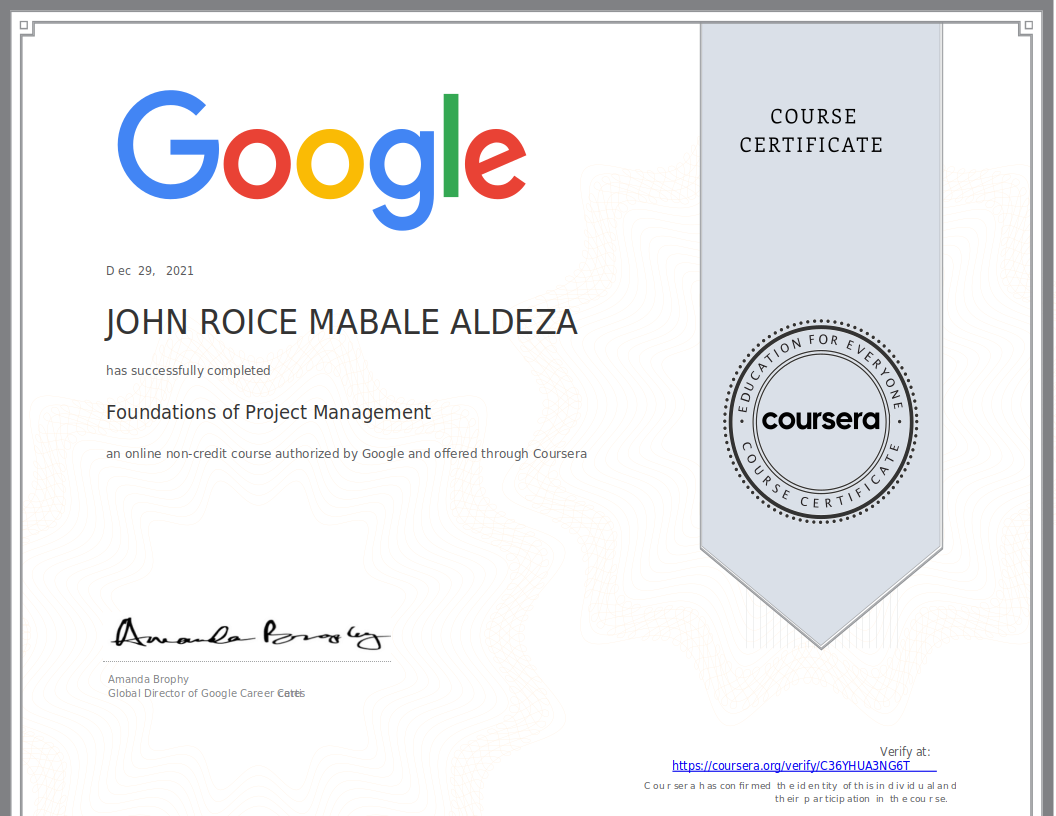 Google
COURSE
CERTIFICATE
Dec 29, 2021
JOHN ROICE MABALE ALDEZA
has successfully completed
Foundations of Project Management
an online non-credit course authorized by Google and offered through Coursera
EDUCATION FOR EVERYONE
coursera
COURSE CERTIFICATE
Amanda Brophy
Amanda Brophy
Global Director of Google Career
Verify at:
https://coursera.org/verify/C36YHUA3NG6T
Coursera has confirmed the identity of this individual and
their participation in the course.